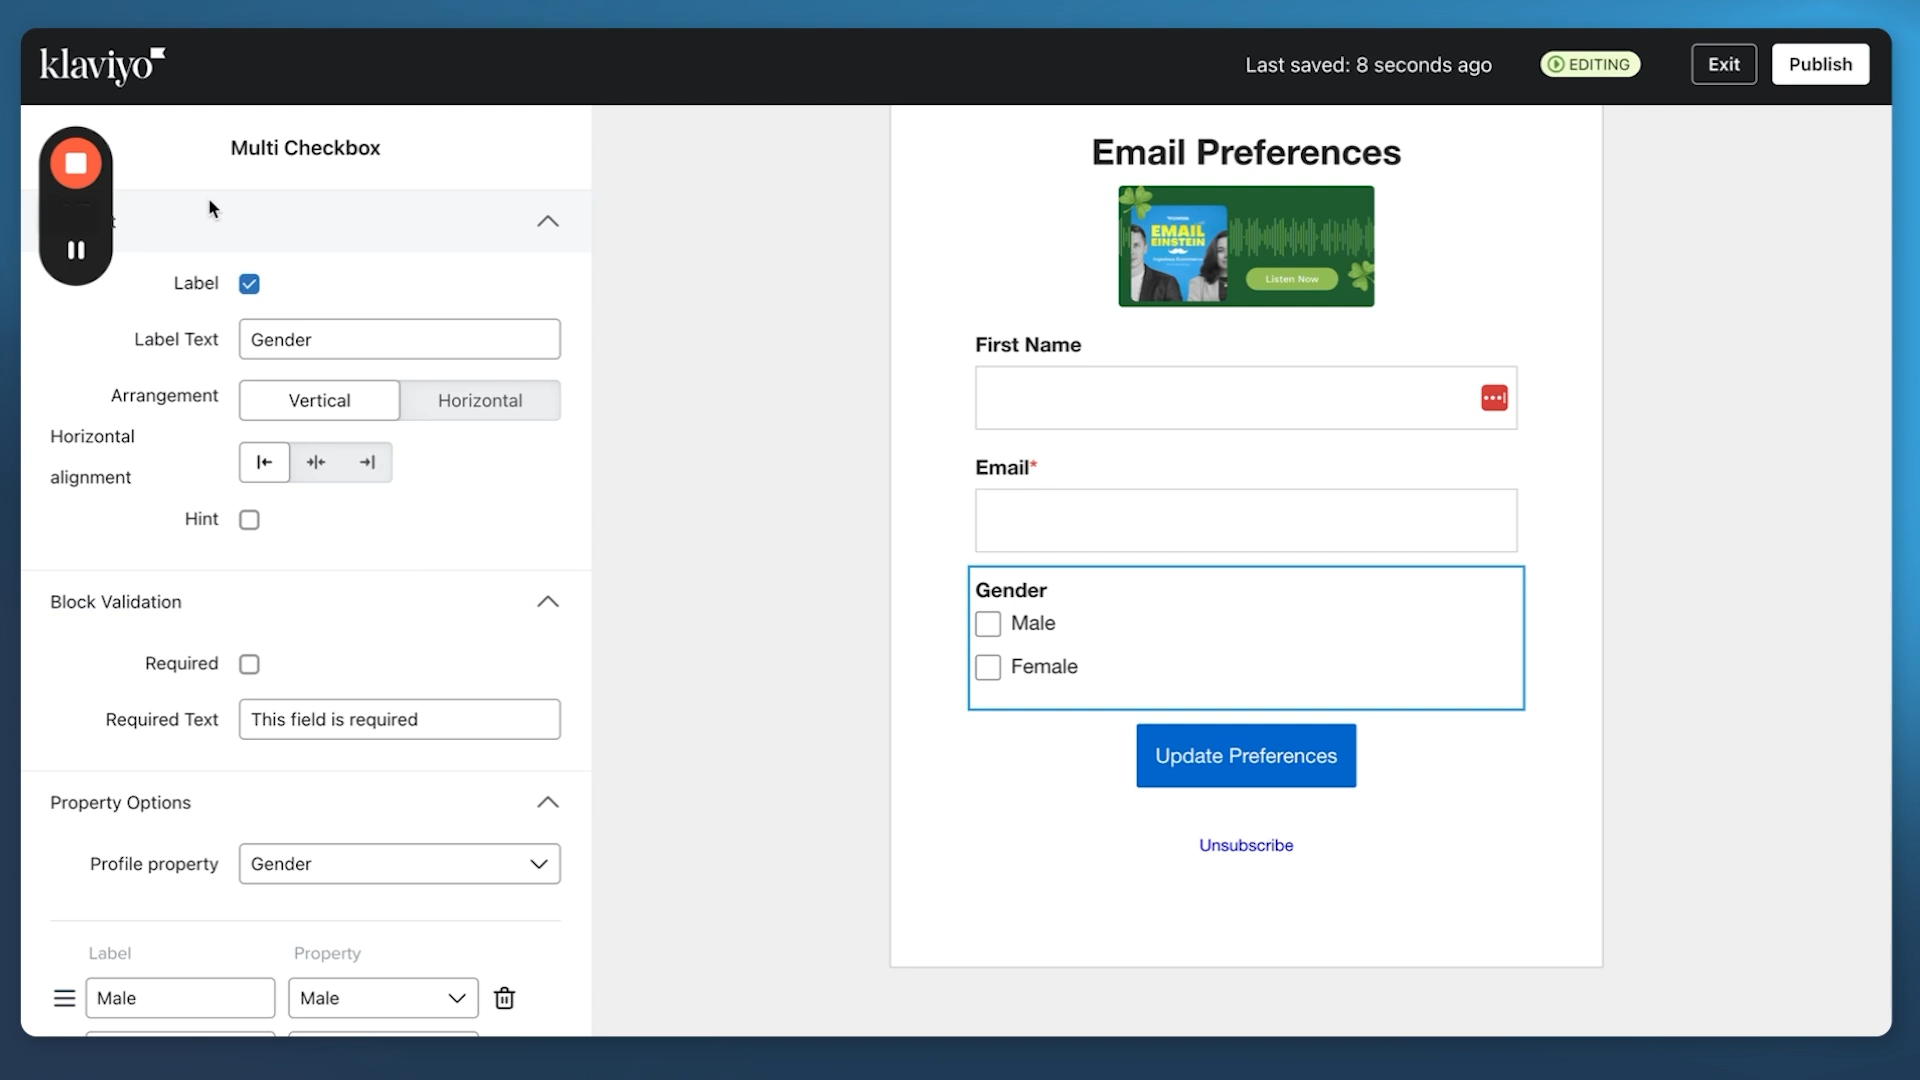 klaviyo
Last saved: 8 seconds ago
EDITING
Exit
Publish
Multi Checkbox
Label
Label Text
Gender
Arrangement
Vertical
Horizontal
Horizontal
alignment
Hint
Block Validation
Required
Required Text
This field is required
Property Options
Profile property
Gender
Label
Property
Male
Male
Email Preferences
EMAIL
EINSTEIN
Listen Now
First Name
Email*
Gender
Male
Female
Update Preferences
Unsubscribe